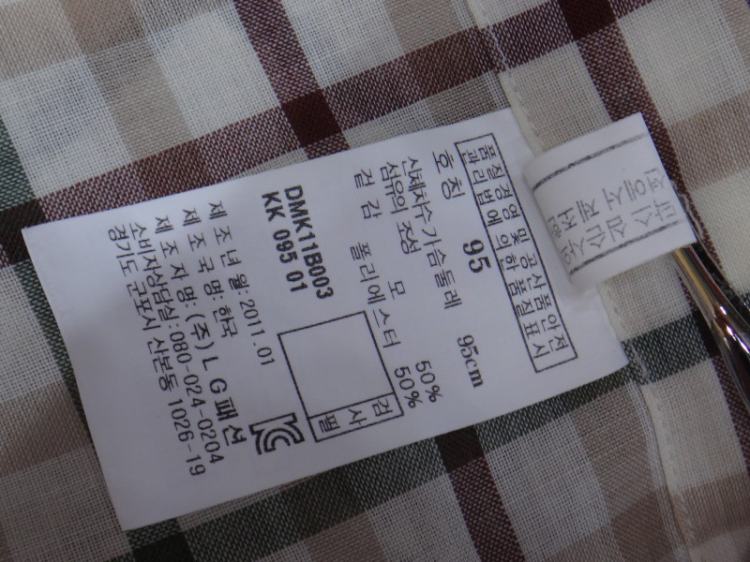 품질경영 및 공산품안전
관리법에 의한 품질표시
호칭 95
신체치수 가슴둘레 95cm
섬유의 조성
겉감 모 50%
폴리에스터 50%
검사필
DMK11B003
KK 095 01
제 조 년 월: 2011.01
제 조 국 명: 한국
제 조 자 명: (주) L G 패션
소비자상담실: 080-024-0204
경기도 군포시 산본동 1026-19